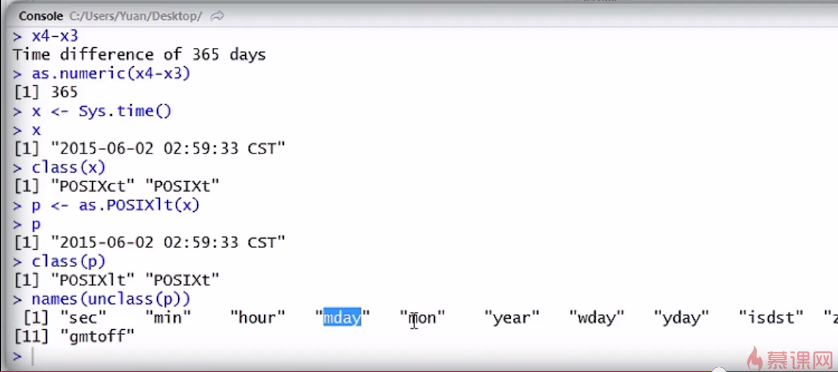 Console C:/Users/Yuan/Desktop/
> x4-x3
Time difference of 365 days
> as.numeric(x4-x3)
[1] 365
> x <- Sys.time()
> x
[1] "2015-06-02 02:59:33 CST"
> class(x)
[1] "POSIXct" "POSIXt"
> p <- as.POSIXlt(x)
> p
[1] "2015-06-02 02:59:33 CST"
> class(p)
[1] "POSIXlt" "POSIXt"
> names(unclass(p))
[1] "sec" "min" "hour" "mday" "mon" "year" "wday" "yday" "isdst" "z
[11] "gmtoff"
>
慕课网